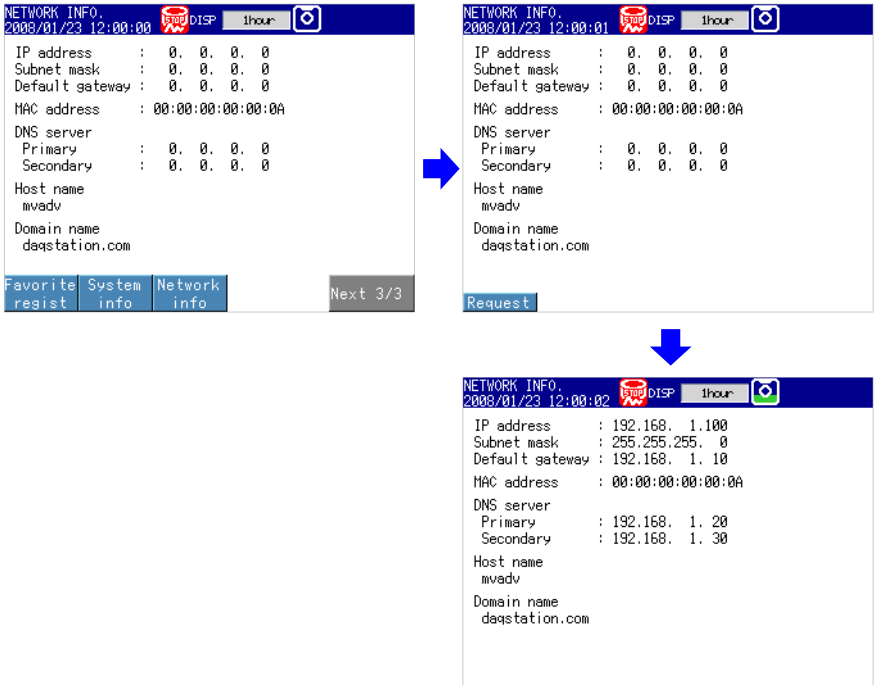 NETWORK INFO.
2008/01/23 12:00:00 STOP DISP 1hour
IP address : 0. 0. 0. 0
Subnet mask : 0. 0. 0. 0
Default gateway : 0. 0. 0. 0
MAC address : 00:00:00:00:00:0A
DNS server
Primary : 0. 0. 0. 0
Secondary : 0. 0. 0. 0
Host name
mvadv
Domain name
daqstation.com
Favorite regist
System info
Network info
Next 3/3
NETWORK INFO.
2008/01/23 12:00:01 STOP DISP 1hour
IP address : 0. 0. 0. 0
Subnet mask : 0. 0. 0. 0
Default gateway : 0. 0. 0. 0
MAC address : 00:00:00:00:00:0A
DNS server
Primary : 0. 0. 0. 0
Secondary : 0. 0. 0. 0
Host name
mvadv
Domain name
daqstation.com
Request
NETWORK INFO.
2008/01/23 12:00:02 STOP DISP 1hour
IP address : 192.168. 1.100
Subnet mask : 255.255.255. 0
Default gateway : 192.168. 1. 10
MAC address : 00:00:00:00:00:0A
DNS server
Primary : 192.168. 1. 20
Secondary : 192.168. 1. 30
Host name
mvadv
Domain name
daqstation.com